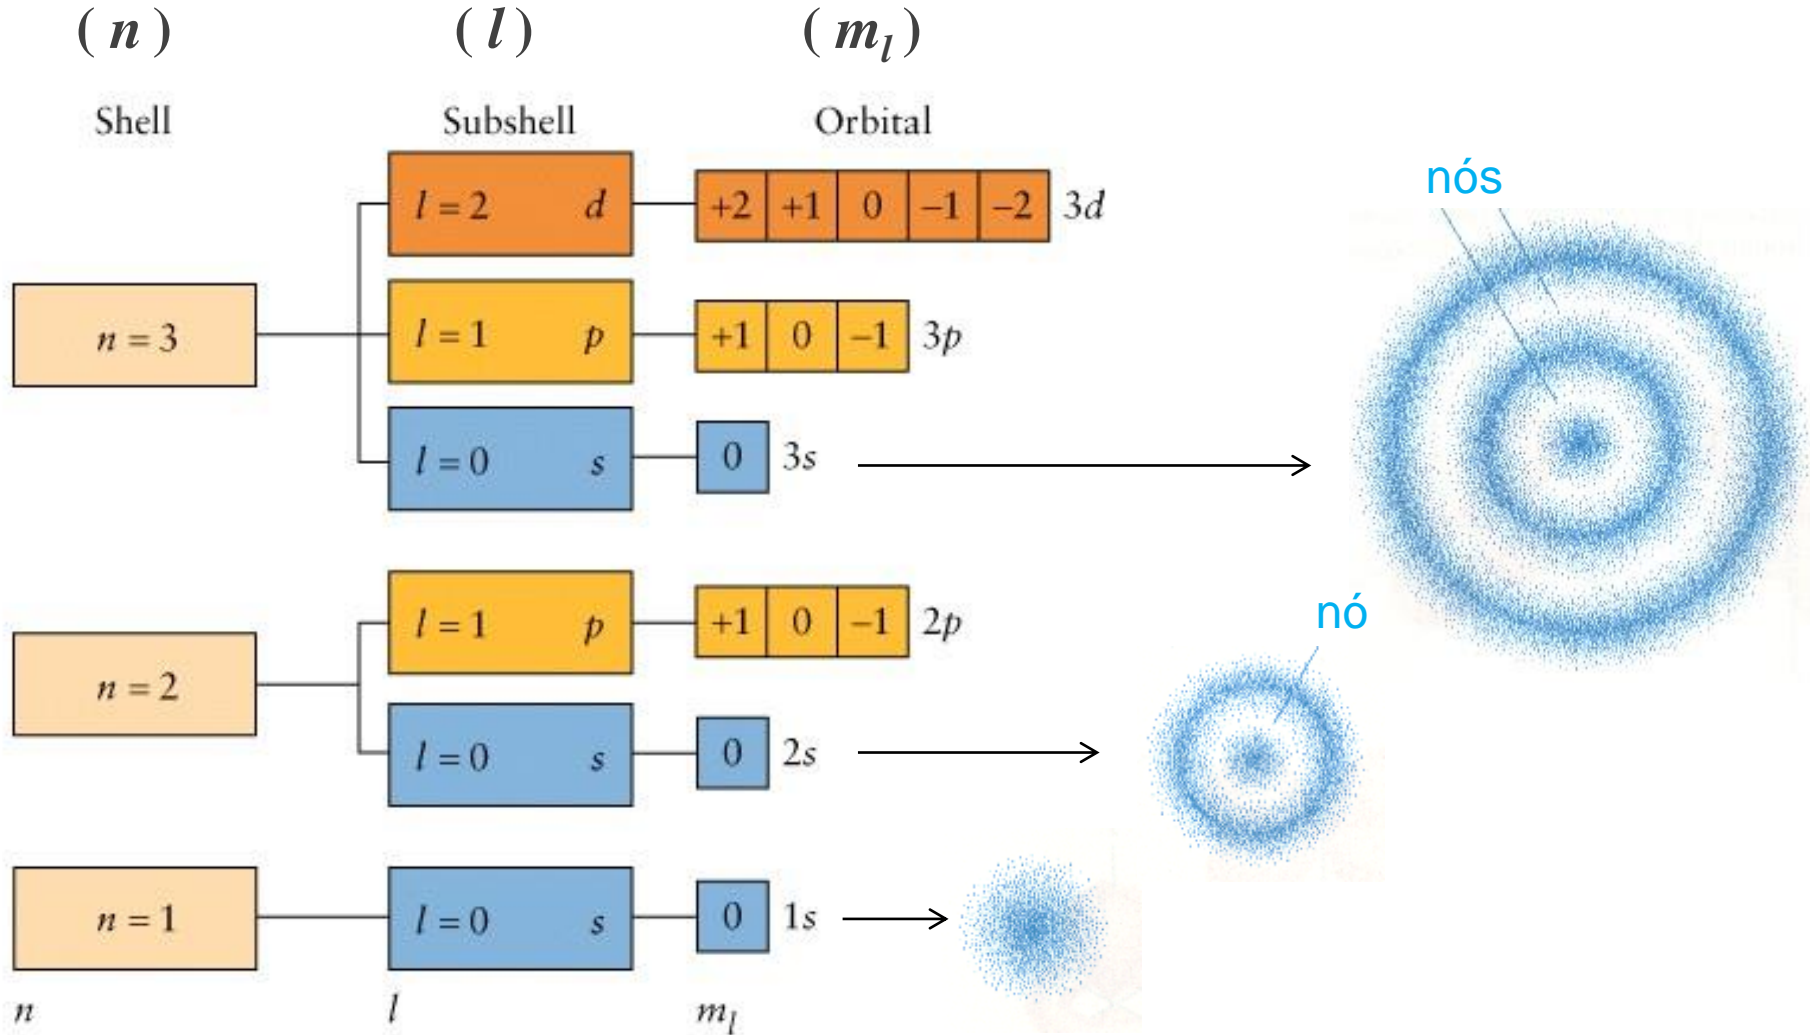 ( n ) ( l ) ( ml )
Shell Subshell Orbital
nós
l = 2 d +2 +1 0 –1 –2 3d
n = 3 l = 1 p +1 0 –1 3p
l = 0 s 0 3s
nó
l = 1 p +1 0 –1 2p
n = 2
l = 0 s 0 2s
n = 1 l = 0 s 0 1s
n l ml